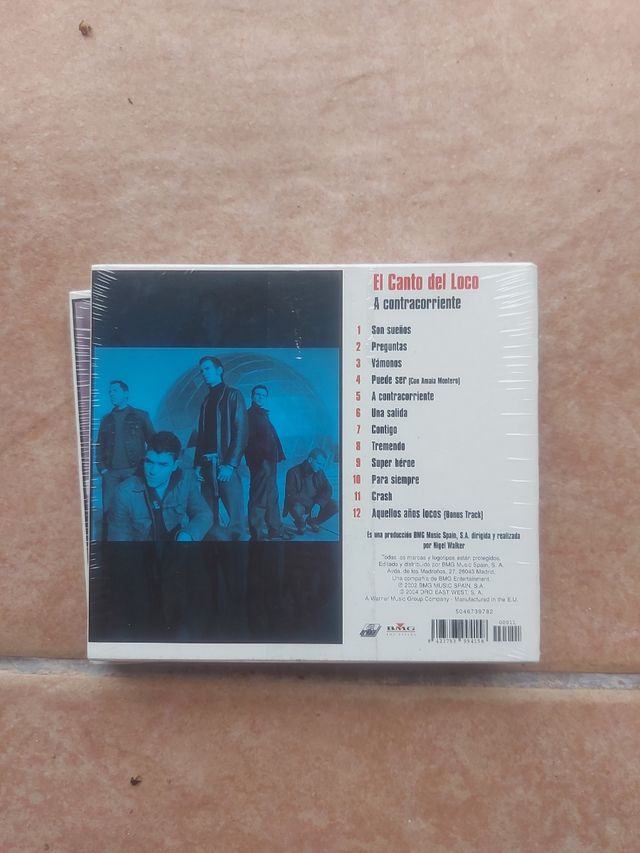 El Canto del Loco
A contracorriente
1 Son sueños
2 Preguntas
3 Vámonos
4 Puede ser (Con Amaia Montero)
5 A contracorriente
6 Una salida
7 Contigo
8 Tremendo
9 Super héroe
10 Para siempre
11 Crash
12 Aquellos años locos (Bonus Track)
Es una producción BMG Music Spain, S.A. dirigida y realizada
por Nigel Walker
Todas las marcas y logotipos están protegidos.
Editado y distribuido por BMG Music Spain, S. A.
Avda. de los Madroños, 27, 28043 Madrid.
Una compañía de BMG Entertainment.
℗ 2002 BMG MUSIC SPAIN, S.A.
© 2004 DRO EAST WEST, S. A.
A Warner Music Group Company - Manufactured in the E.U.
5046739782
00011
BMG